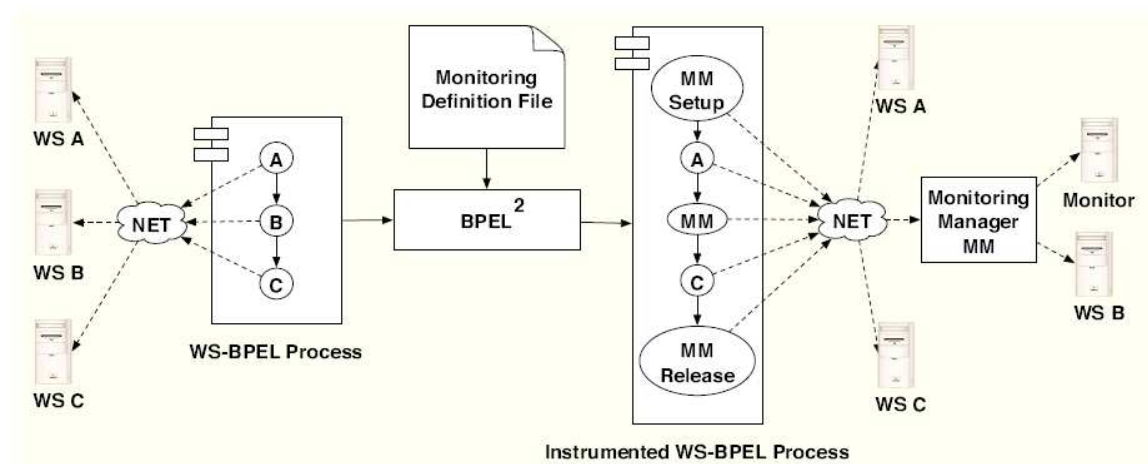 WS A
WS B
WS C
NET
A
B
C
WS-BPEL Process
Monitoring
Definition File
BPEL²
MM
Setup
A
MM
C
MM
Release
Instrumented WS-BPEL Process
NET
WS A
WS C
Monitoring
Manager
MM
Monitor
WS B